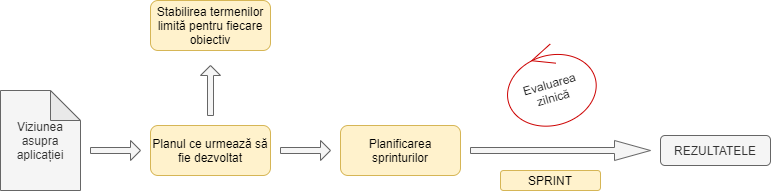 Stabilirea termenilor
limită pentru fiecare
obiectiv
Viziunea
asupra
aplicației
Planul ce urmează să
fie dezvoltat
Planificarea
sprinturilor
Evaluarea
zilnică
SPRINT
REZULTATELE